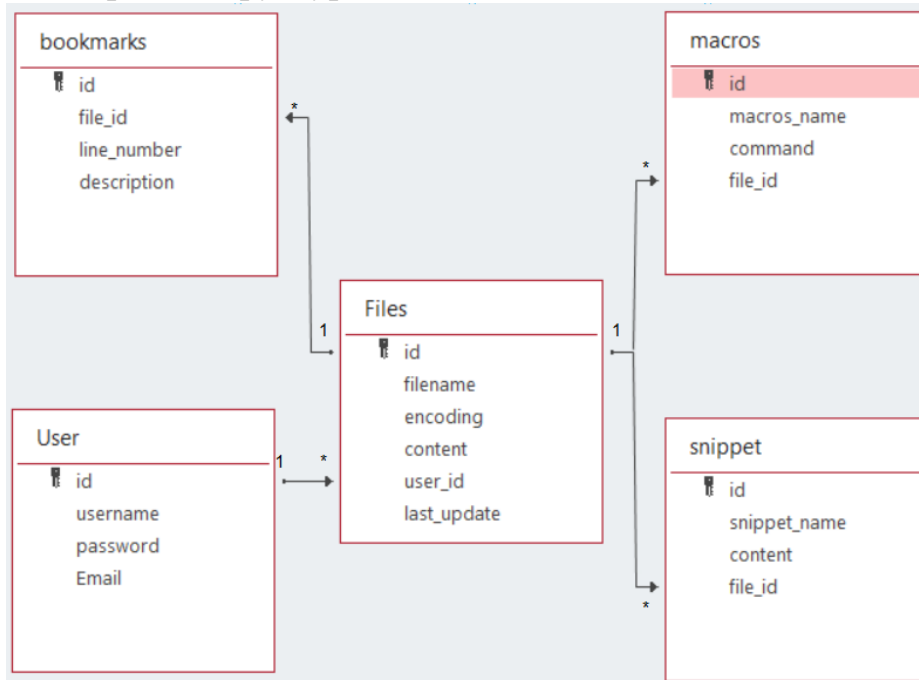 bookmarks
id
file_id
line_number
description
*
macros
id
macros_name
command
file_id
*
1
Files
id
filename
encoding
content
user_id
last_update
1
User
id
username
password
Email
1
*
snippet
id
snippet_name
content
file_id
*